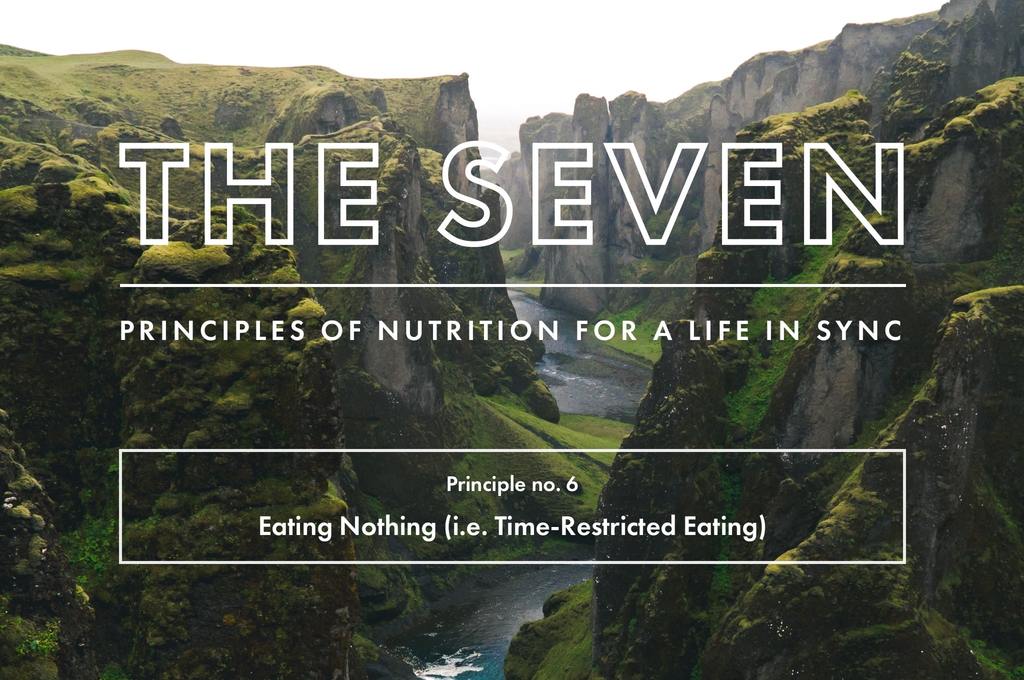 THE SEVEN
PRINCIPLES OF NUTRITION FOR A LIFE IN SYNC
Principle no. 6
Eating Nothing (i.e. Time-Restricted Eating)